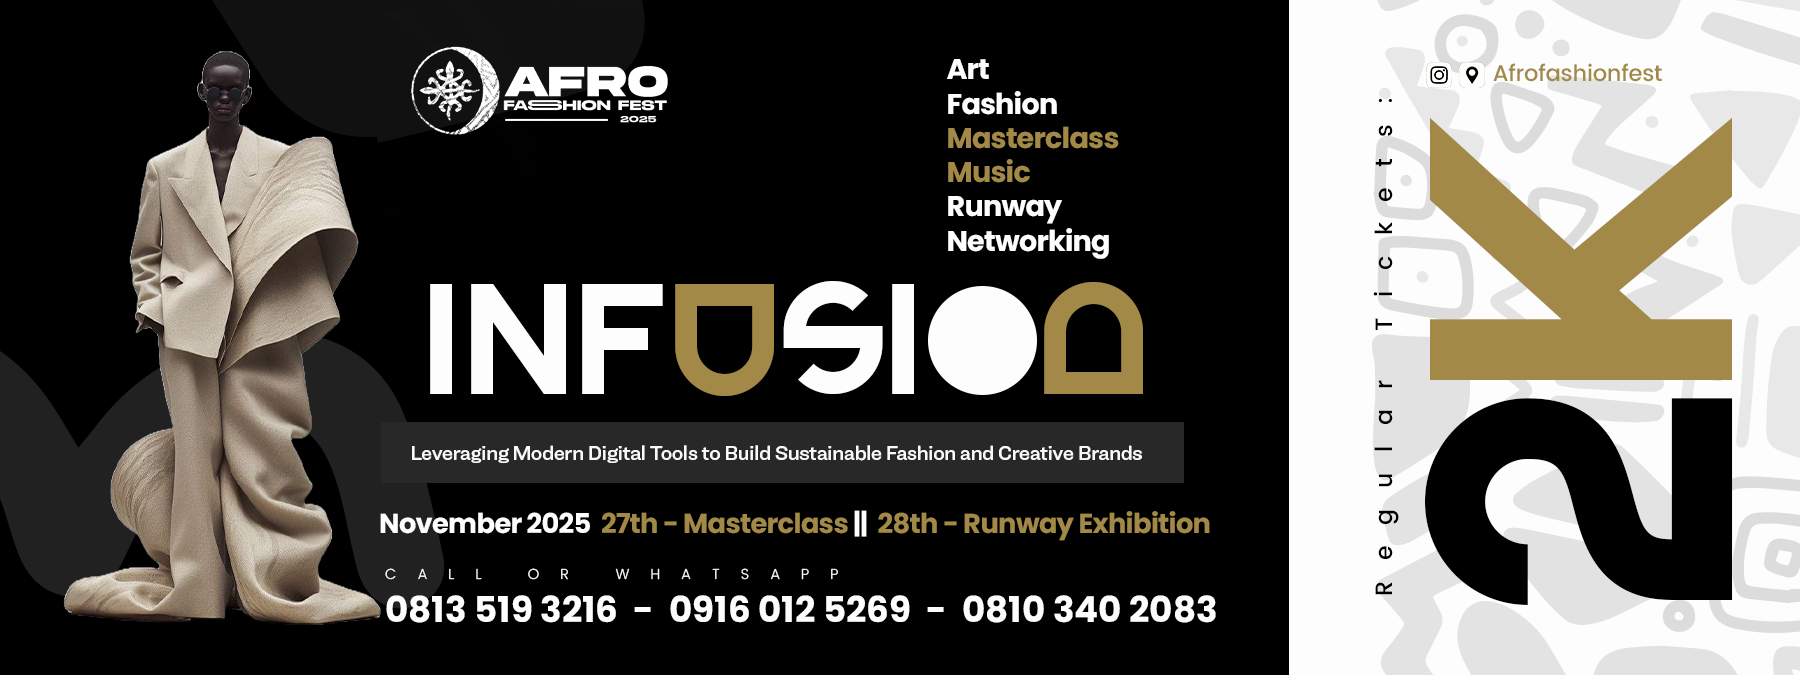 AFRO
FASHION FEST
2025
Art
Fashion
Masterclass
Music
Runway
Networking
INFUSION
Leveraging Modern Digital Tools to Build Sustainable Fashion and Creative Brands
November 2025 27th - Masterclass || 28th - Runway Exhibition
CALL OR WHATSAPP
0813 519 3216 - 0916 012 5269 - 0810 340 2083
Afrofashionfest
Regular Tickets:
2K